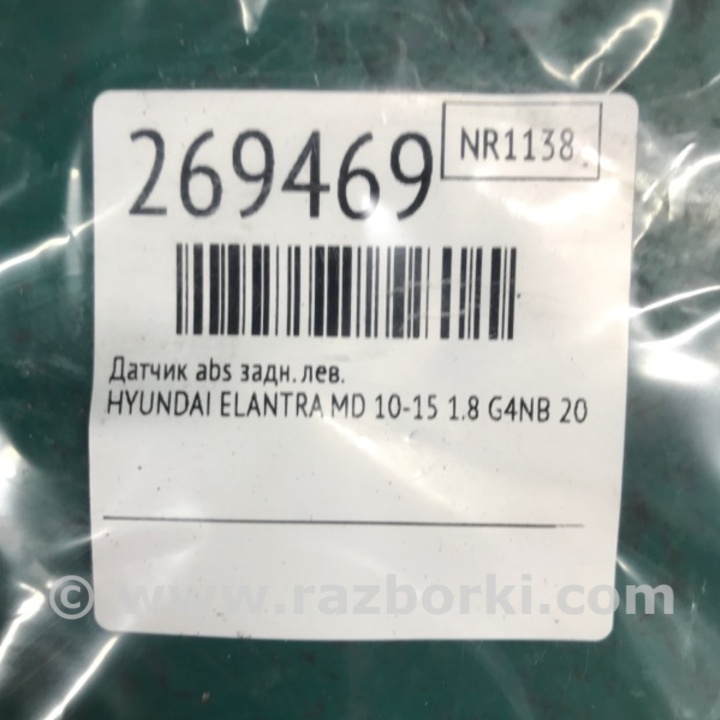 269469
NR1138
Датчик abs задн.лев.
HYUNDAI ELANTRA MD 10-15 1.8 G4NB 20
© www.razborki.com